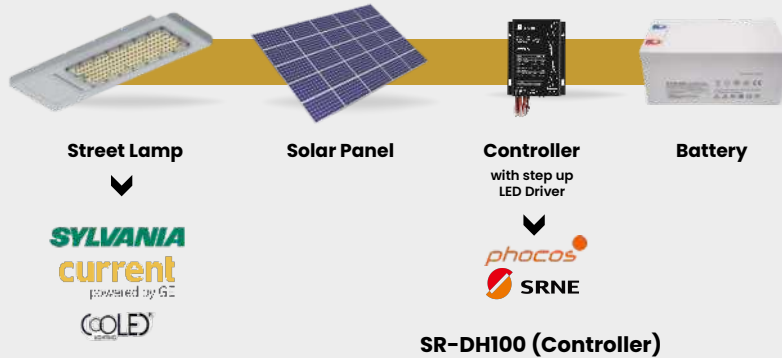 Street Lamp
Solar Panel
Controller
with step up
LED Driver
Battery
SYLVANIA
current
powered by GE
COOLED
LIGHTING
phocos
SRNE
SR-DH100 (Controller)